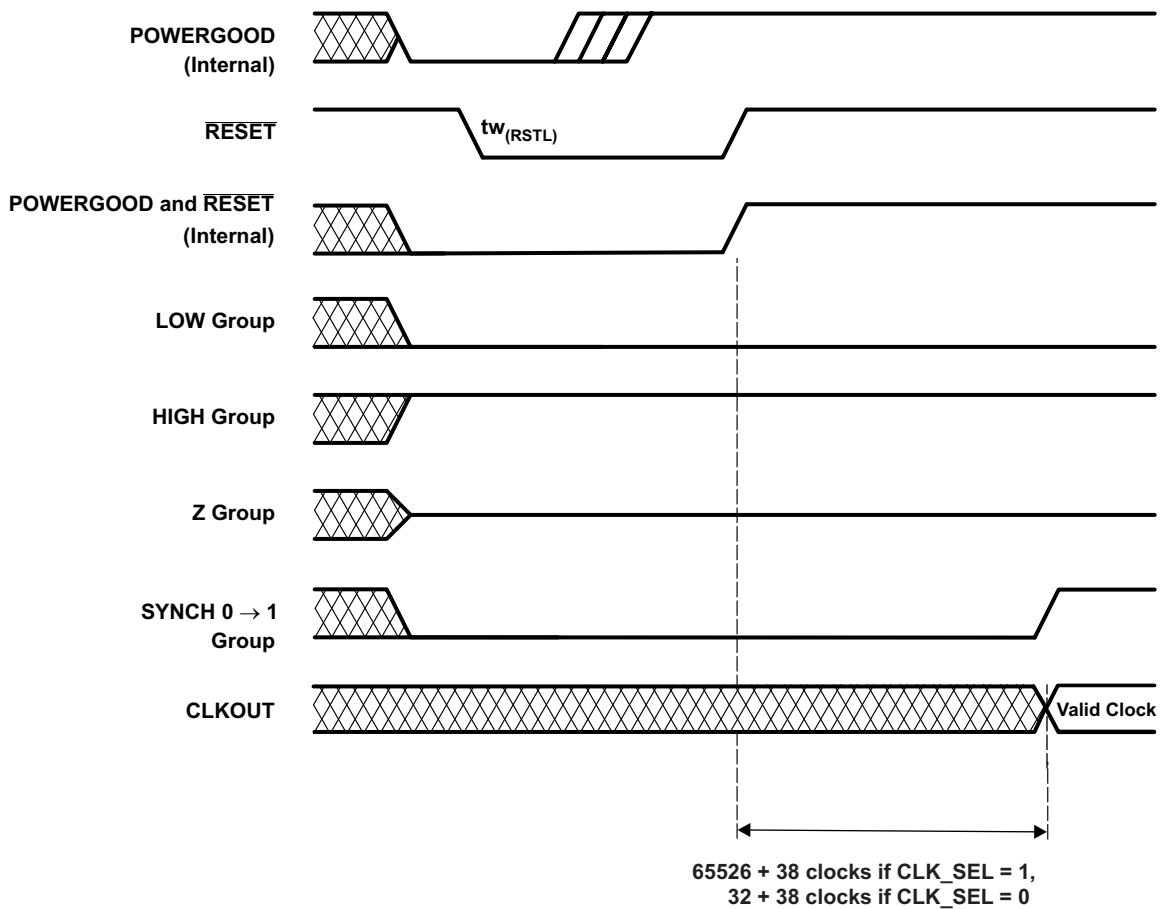 POWERGOOD
(Internal)
RESET
tw(RSTL)
POWERGOOD and RESET
(Internal)
LOW Group
HIGH Group
Z Group
SYNCH 0 → 1
Group
CLKOUT
Valid Clock
65526 + 38 clocks if CLK_SEL = 1,
32 + 38 clocks if CLK_SEL = 0